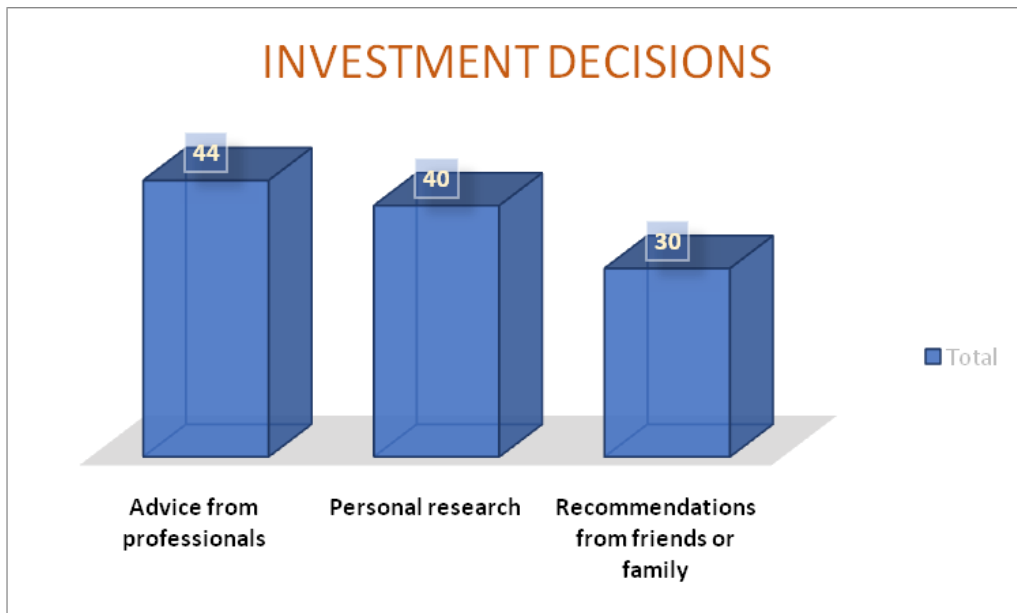 INVESTMENT DECISIONS
44
40
30
Total
Advice from
professionals
Personal research
Recommendations
from friends or
family